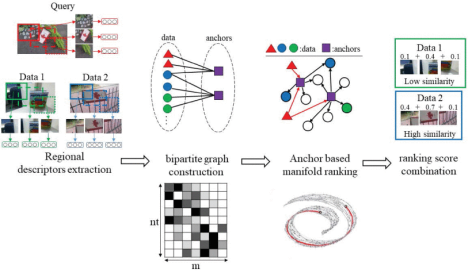 Query
Data 1 Data 2
Regional
descriptors extraction
data anchors
bipartite graph
construction
nt
m
:data :anchors
Anchor based
manifold ranking
Data 1
0.1 + 0.4 + 0.1
Low similarity
Data 2
0.4 + 0.7 + 0.1
High similarity
ranking score
combination